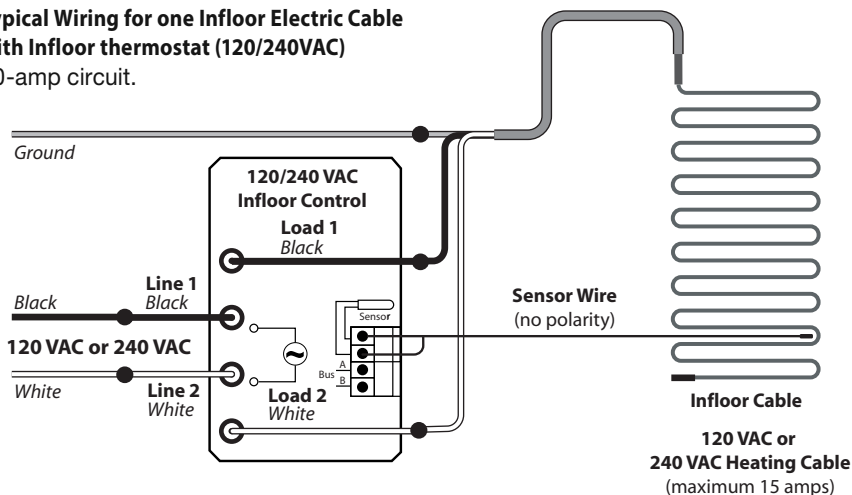 ypical Wiring for one Infloor Electric Cable
ith Infloor thermostat (120/240VAC)
0-amp circuit.
Ground
120/240 VAC
Infloor Control
Load 1
Black
Line 1
Black
Black
Sensor
Sensor Wire
(no polarity)
120 VAC or 240 VAC
A
Bus
B
White
Line 2
White
Load 2
White
Infloor Cable
120 VAC or
240 VAC Heating Cable
(maximum 15 amps)